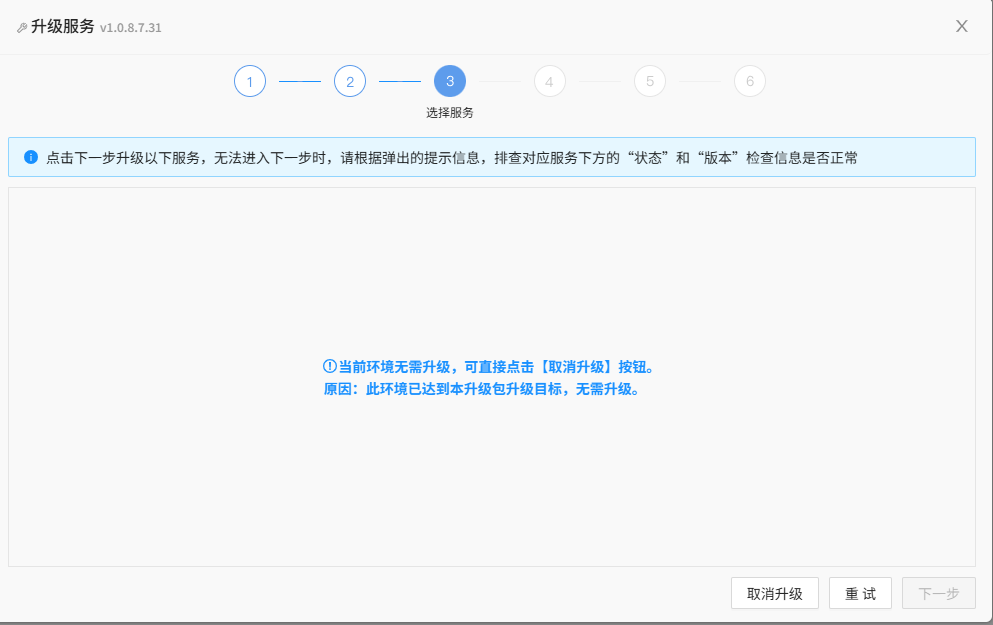 升级服务 v1.0.8.7.31
1 2 3 4 5 6
选择服务
点击下一步升级以下服务，无法进入下一步时，请根据弹出的提示信息，排查对应服务下方的“状态”和“版本”检查信息是否正常
当前环境无需升级，可直接点击【取消升级】按钮。
原因：此环境已达到本升级包升级目标，无需升级。
取消升级 重 试 下一步